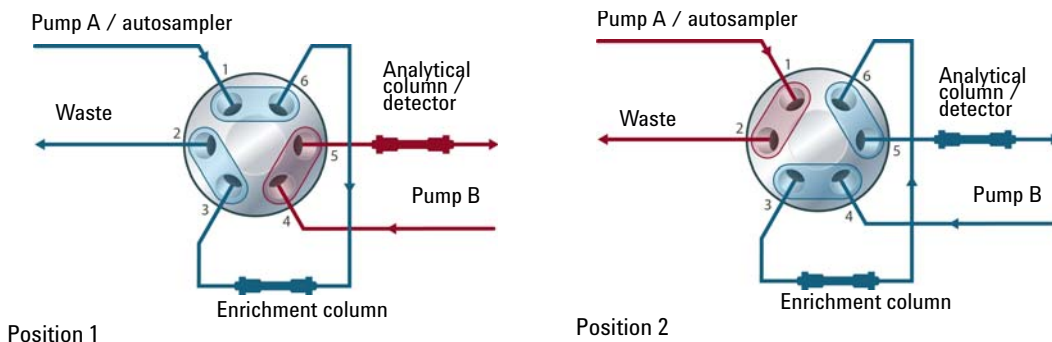 Pump A / autosampler
1
6
Analytical
column /
detector
Waste
2
5
Pump B
3
4
Enrichment column
Position 1
Pump A / autosampler
1
6
Analytical
column /
detector
Waste
2
5
Pump B
3
4
Enrichment column
Position 2